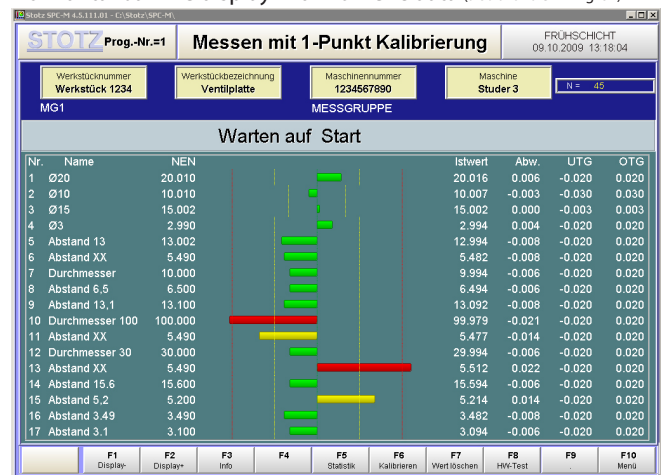 Stotz SPC-M 4.5.111.01 - C:\Stotz\SPC-M\
STOTZ Prog.-Nr.=1 Messen mit 1-Punkt Kalibrierung FRÜHSCHICHT
09.10.2009 13:18:04
Werkstücknummer Werkstückbezeichnung Maschinennummer Maschine
Werkstück 1234 Ventilplatte 1234567890 Studer 3 N = 45
MG1 MESSGRUPPE
Warten auf Start
Nr. Name NEN Istwert Abw. UTG OTG
1 Ø20 20.010 20.016 0.006 -0.020 0.020
2 Ø10 10.010 10.007 -0.003 -0.030 0.030
3 Ø15 15.002 15.002 0.000 -0.003 0.003
4 Ø3 2.990 2.994 0.004 -0.020 0.020
5 Abstand 13 13.002 12.994 -0.008 -0.020 0.020
6 Abstand XX 5.490 5.482 -0.008 -0.020 0.020
7 Durchmesser 10.000 9.994 -0.006 -0.020 0.020
8 Abstand 6,5 6.500 6.494 -0.006 -0.020 0.020
9 Abstand 13,1 13.100 13.092 -0.008 -0.020 0.020
10 Durchmesser 100 100.000 99.979 -0.021 -0.020 0.020
11 Abstand XX 5.490 5.477 -0.014 -0.020 0.020
12 Durchmesser 30 30.000 29.994 -0.006 -0.020 0.020
13 Abstand XX 5.490 5.512 0.022 -0.020 0.020
14 Abstand 15.6 15.600 15.594 -0.006 -0.020 0.020
15 Abstand 5,2 5.200 5.214 0.014 -0.020 0.020
16 Abstand 3.49 3.490 3.482 -0.008 -0.020 0.020
17 Abstand 3.1 3.100 3.094 -0.006 -0.020 0.020
F1 F2 F3 F4 F5 F6 F7 F8 F9 F10
Display- Display+ Info Statistik Kalibrieren Wert löschen HW-Test Menü